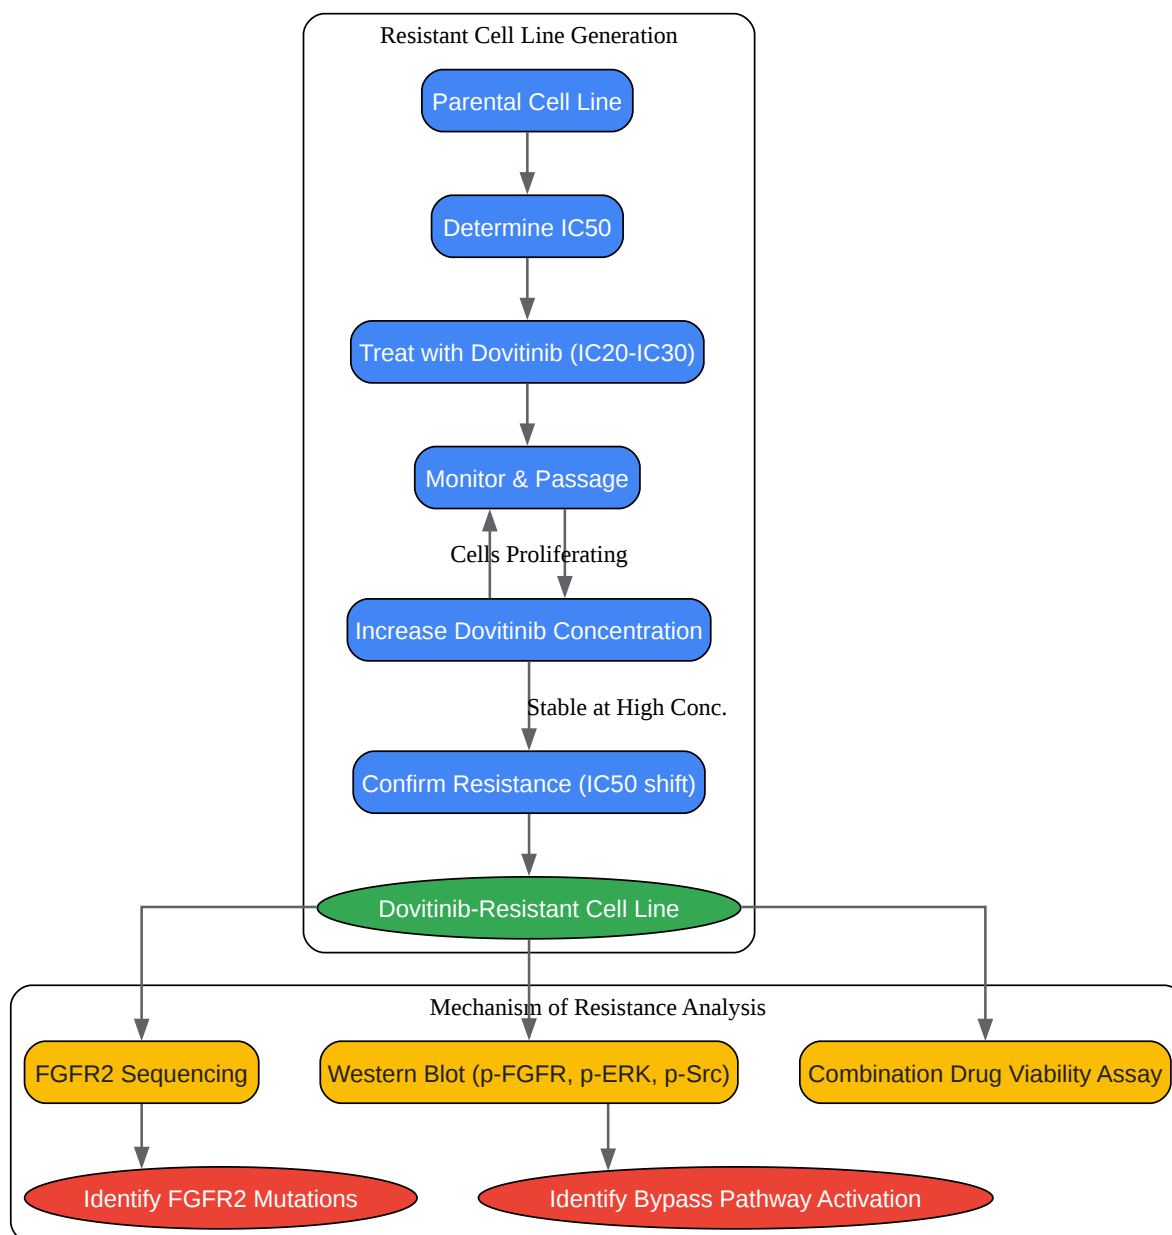 Resistant Cell Line Generation
Parental Cell Line
Determine IC50
Treat with Dovitinib (IC20-IC30)
Monitor & Passage
Cells Proliferating
Increase Dovitinib Concentration
Stable at High Conc.
Confirm Resistance (IC50 shift)
Dovitinib-Resistant Cell Line
Mechanism of Resistance Analysis
FGFR2 Sequencing
Western Blot (p-FGFR, p-ERK, p-Src)
Combination Drug Viability Assay
Identify FGFR2 Mutations
Identify Bypass Pathway Activation